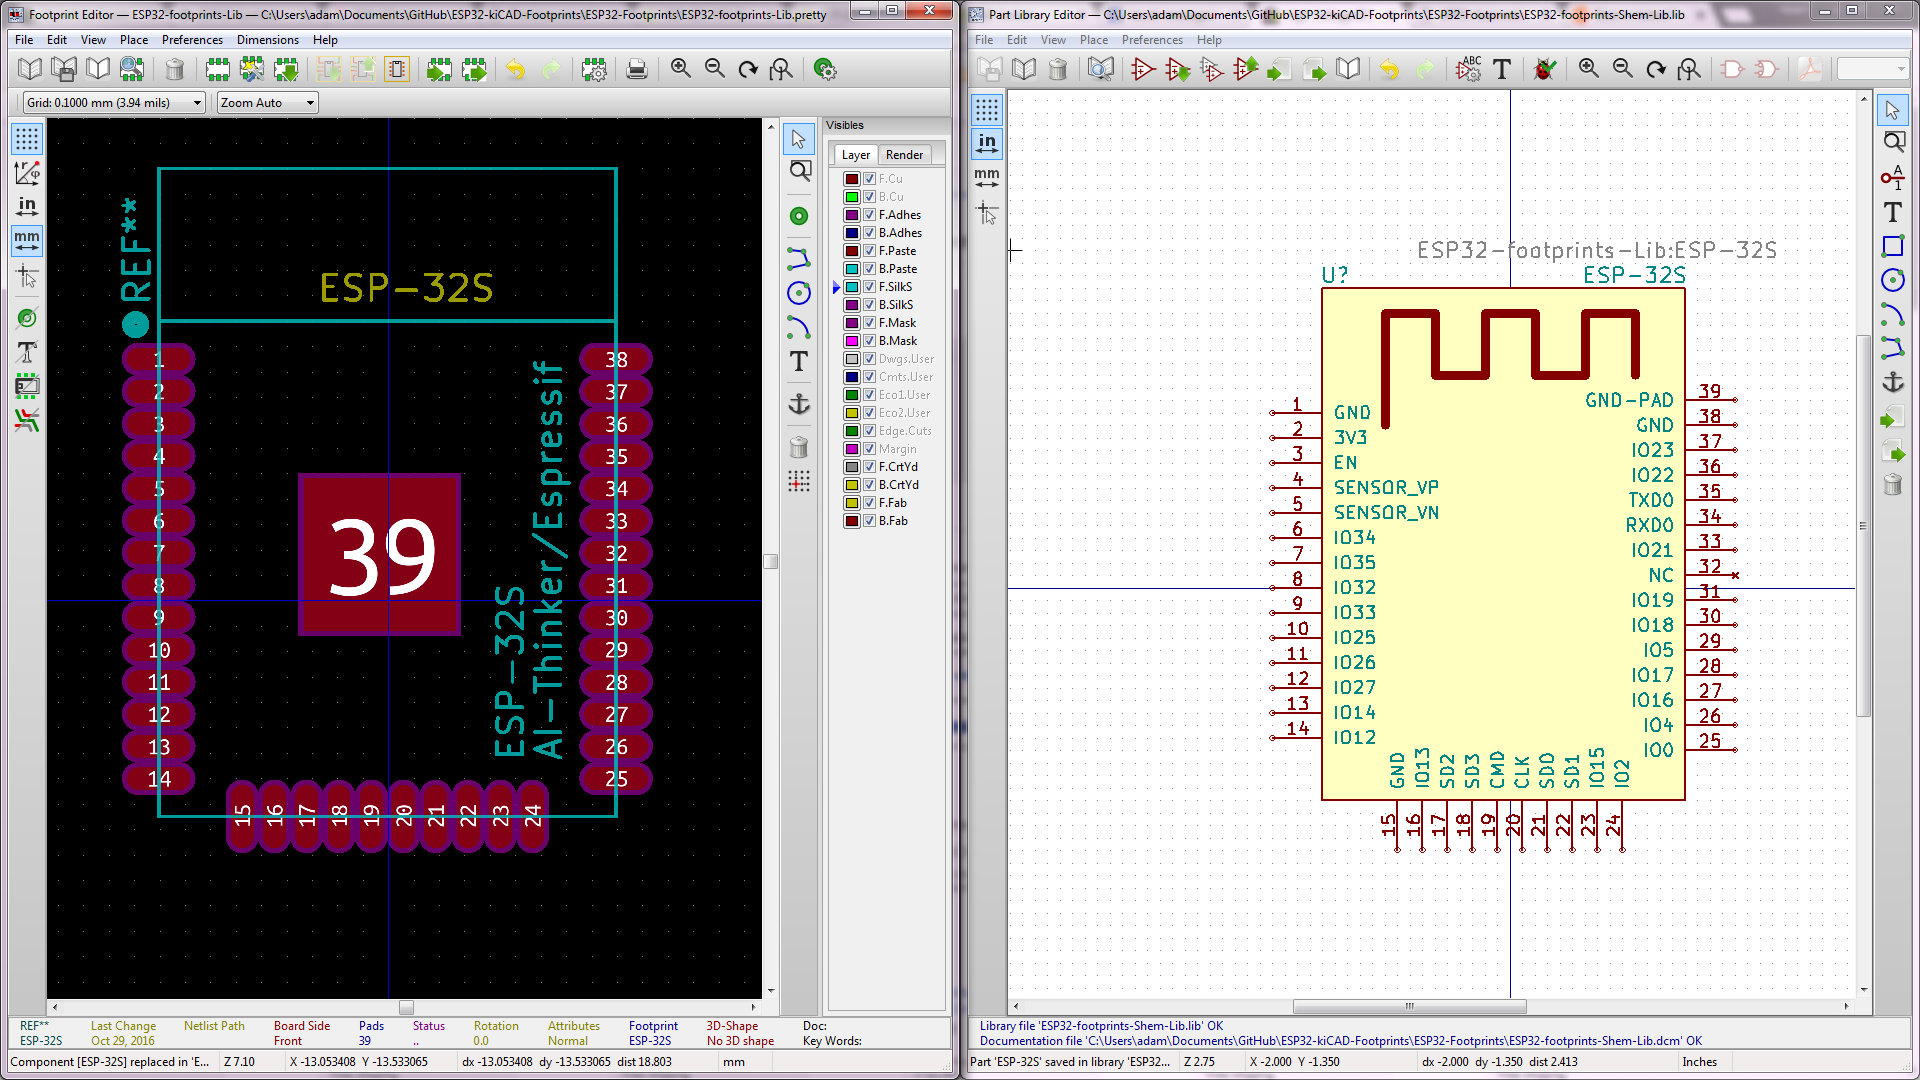 Footprint Editor — ESP32-footprints-Lib — C:\Users\adam\Documents\GitHub\ESP32-kiCAD-Footprints\ESP32-Footprints\ESP32-footprints-Lib.pretty
File Edit View Place Preferences Dimensions Help
Grid: 0.1000 mm (3.94 mils)
Zoom Auto
in
mm
REF**
ESP-32S
1
2
3
4
5
6
7
8
9
10
11
12
13
14
15
16
17
18
19
20
21
22
23
24
39
ESP-32S
AI-Thinker/Espressif
38
37
36
35
34
33
32
31
30
29
28
27
26
25
T
Visibles
Layer Render
F.Cu
B.Cu
F.Adhes
B.Adhes
F.Paste
B.Paste
F.SilkS
B.SilkS
F.Mask
B.Mask
Dwgs.User
Cmts.User
Eco1.User
Eco2.User
Edge.Cuts
Margin
F.CrtYd
B.CrtYd
F.Fab
B.Fab
REF** Last Change Netlist Path Board Side Pads Status Rotation Attributes Footprint 3D-Shape Doc:
ESP-32S Oct 29, 2016 Front 39 .. 0.0 Normal ESP-32S No 3D shape Key Words:
Component [ESP-32S] replaced in 'E... Z 7.10 X -13.053408 Y -13.533065 dx -13.053408 dy -13.533065 dist 18.803 mm
Part Library Editor — C:\Users\adam\Documents\GitHub\ESP32-kiCAD-Footprints\ESP32-Footprints\ESP32-footprints-Shem-Lib.lib
File Edit View Place Preferences Help
ABC
T
in
mm
A
1
T
ESP32-footprints-Lib:ESP-32S
U? ESP-32S
1 GND
2 3V3
3 EN
4 SENSOR_VP
5 SENSOR_VN
6 IO34
7 IO35
8 IO32
9 IO33
10 IO25
11 IO26
12 IO27
13 IO14
14 IO12
GND-PAD 39
GND 38
IO23 37
IO22 36
TXD0 35
RXD0 34
IO21 33
NC 32
IO19 31
IO18 30
IO5 29
IO17 28
IO16 27
IO4 26
IO0 25
GND IO13 SD2 SD3 CMD CLK SD0 SD1 IO15 IO2
15 16 17 18 19 20 21 22 23 24
Library file 'ESP32-footprints-Shem-Lib.lib' OK
Documentation file 'C:\Users\adam\Documents\GitHub\ESP32-kiCAD-Footprints\ESP32-Footprints\ESP32-footprints-Shem-Lib.dcm' OK
Part 'ESP-32S' saved in library 'ESP32... Z 2.75 X -2.000 Y -1.350 dx -2.000 dy -1.350 dist 2.413 Inches